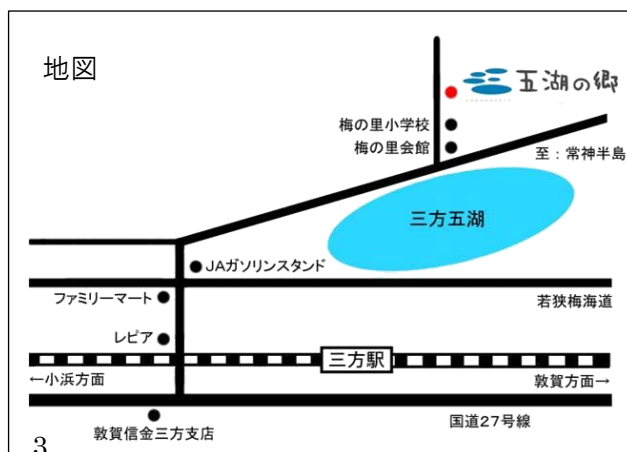 地図
五湖の郷
梅の里小学校
梅の里会館
至：常神半島
三方五湖
JAガソリンスタンド
ファミリーマート
若狭梅海道
レピア
三方駅
←小浜方面
敦賀方面→
国道27号線
敦賀信金三方支店
3